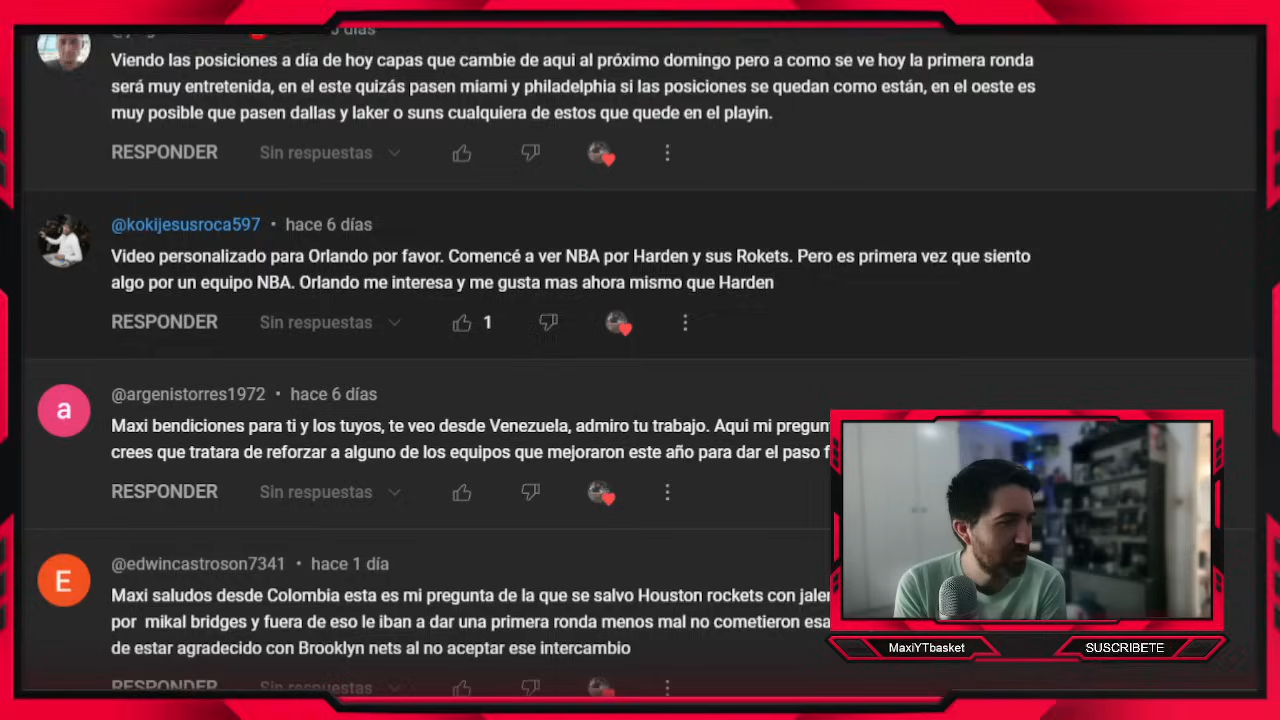 días
Viendo las posiciones a día de hoy capas que cambie de aqui al próximo domingo pero a como se ve hoy la primera ronda
será muy entretenida, en el este quizás pasen miami y philadelphia si las posiciones se quedan como están, en el oeste es
muy posible que pasen dallas y laker o suns cualquiera de estos que quede en el playin.
RESPONDER Sin respuestas
@kokijesusroca597 • hace 6 días
Video personalizado para Orlando por favor. Comencé a ver NBA por Harden y sus Rokets. Pero es primera vez que siento
algo por un equipo NBA. Orlando me interesa y me gusta mas ahora mismo que Harden
RESPONDER Sin respuestas 1
a
@argenistorres1972 • hace 6 días
Maxi bendiciones para ti y los tuyos, te veo desde Venezuela, admiro tu trabajo. Aqui mi pregun
crees que tratara de reforzar a alguno de los equipos que mejoraron este año para dar el paso f
RESPONDER Sin respuestas
E
@edwincastroson7341 • hace 1 día
Maxi saludos desde Colombia esta es mi pregunta de la que se salvo Houston rockets con jaler
por mikal bridges y fuera de eso le iban a dar una primera ronda menos mal no cometieron esa
de estar agradecido con Brooklyn nets al no aceptar ese intercambio
RESPONDER Sin respuestas
MaxiYTbasket
SUSCRIBETE